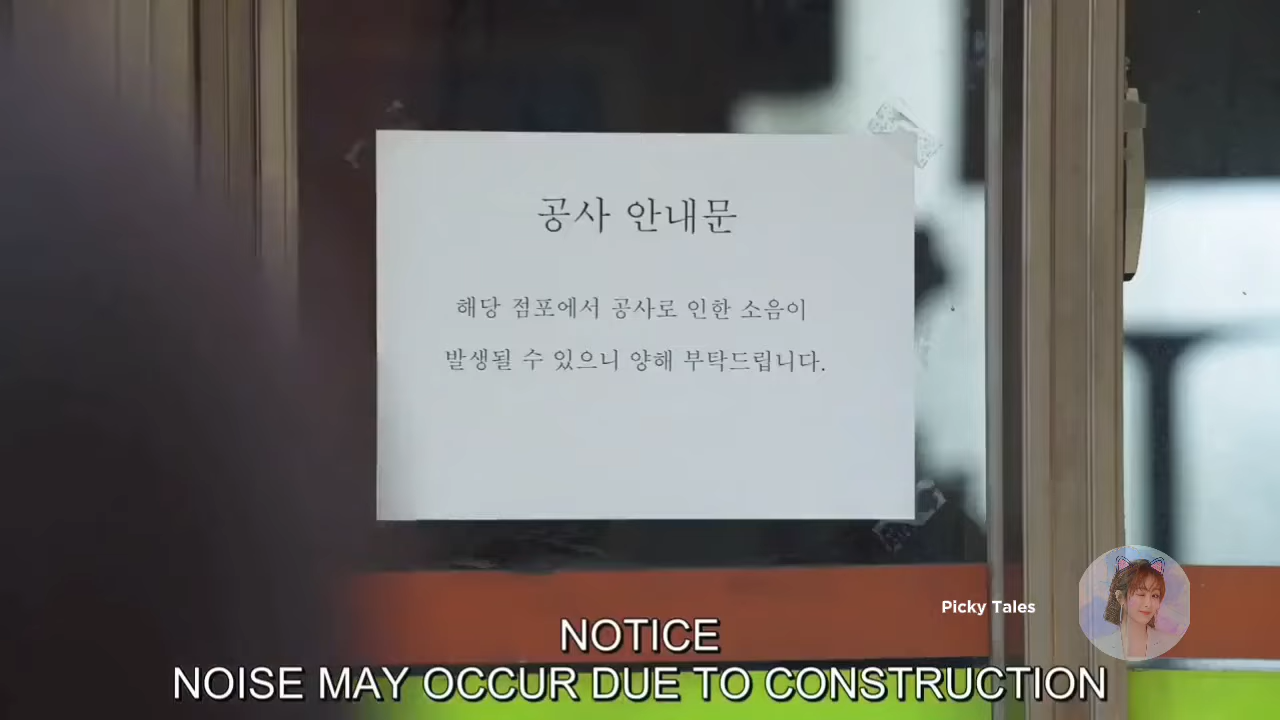 공사 안내문
해당 점포에서 공사로 인한 소음이
발생될 수 있으니 양해 부탁드립니다.
Picky Tales
NOTICE
NOISE MAY OCCUR DUE TO CONSTRUCTION